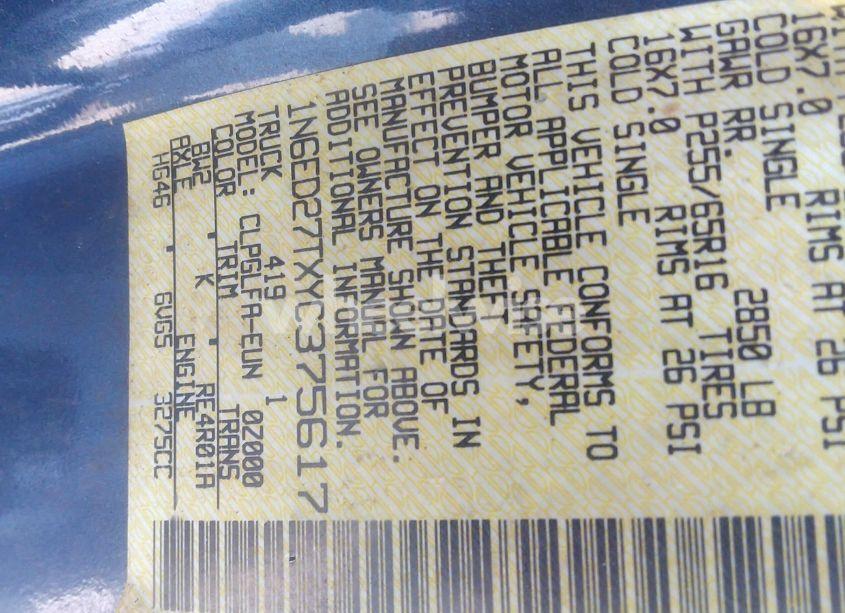 16X7.0 RIMS AT 26 PSI
COLD SINGLE
GAWR RR. 2850 LB
WITH P255/65R16 TIRES
16X7.0 RIMS AT 26 PSI
COLD SINGLE
THIS VEHICLE CONFORMS TO
ALL APPLICABLE FEDERAL
MOTOR VEHICLE SAFETY,
BUMPER AND THEFT
PREVENTION STANDARDS IN
EFFECT ON THE DATE OF
MANUFACTURE SHOWN ABOVE.
SEE OWNERS MANUAL FOR
ADDITIONAL INFORMATION.
1N6ED27TXYC375617
TRUCK 419 1
MODEL: CLPGLFA-EUN 0Z000
COLOR TRIM TRANS
BW2 K RE4R01A
AXLE ENGINE
HG46 6VG5 3275CC